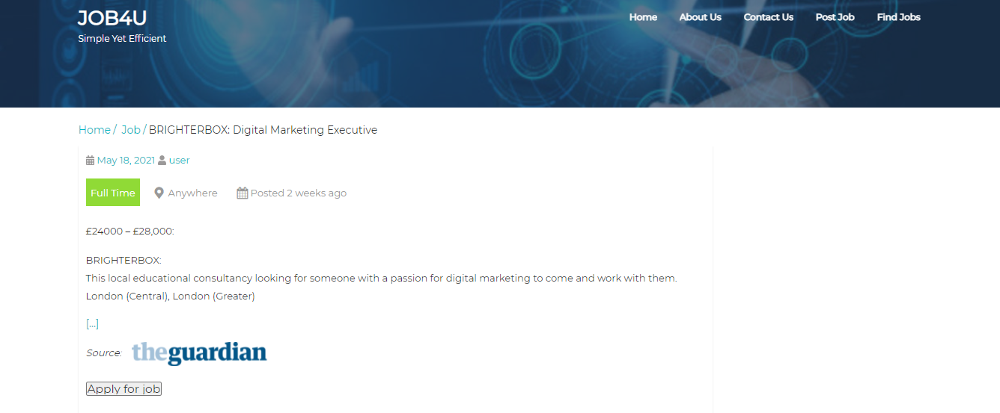 JOB4U
Simple Yet Efficient
Home About Us Contact Us Post Job Find Jobs
Home / Job / BRIGHTERBOX: Digital Marketing Executive
May 18, 2021 user
Full Time Anywhere Posted 2 weeks ago
£24000 – £28,000:
BRIGHTERBOX:
This local educational consultancy looking for someone with a passion for digital marketing to come and work with them.
London (Central), London (Greater)
[...]
Source: theguardian
Apply for job